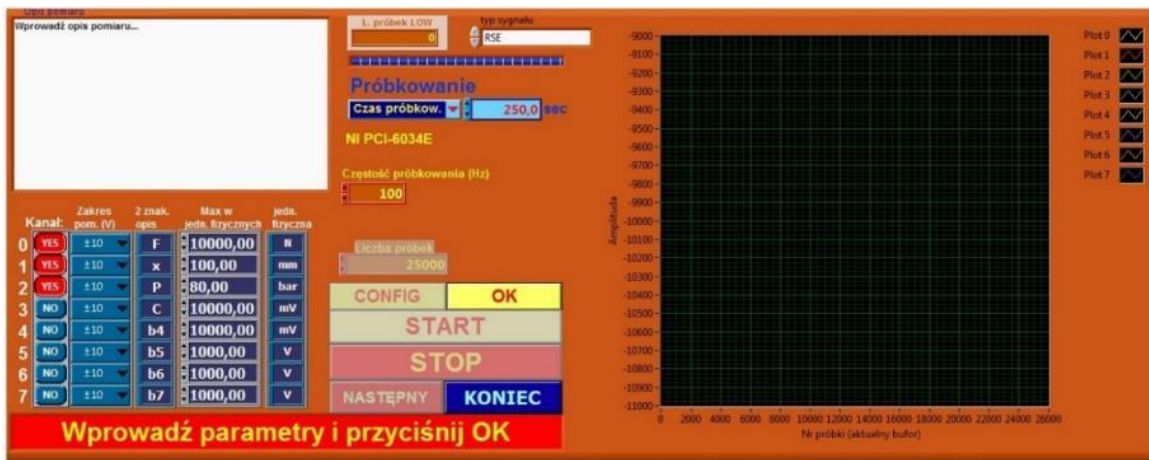 Opis pomiaru
Wprowadź opis pomiaru...
L. próbek LOW
0
typ sygnału
RSE
Próbkowanie
Czas próbkow. 250,0 sec
NI PCI-6034E
Częstość próbkowania (Hz)
100
Liczba próbek
25000
Kanał: Zakres pom. (V) 2 znak. opis Max w jedn. fizycznych jedn. fizyczna
0 YES ±10 F 10000,00 N
1 YES ±10 x 100,00 mm
2 YES ±10 P 80,00 bar
3 NO ±10 C 10000,00 mV
4 NO ±10 b4 10000,00 mV
5 NO ±10 b5 1000,00 V
6 NO ±10 b6 1000,00 V
7 NO ±10 b7 1000,00 V
CONFIG OK
START
STOP
NASTĘPNY KONIEC
Wprowadź parametry i przyciśnij OK
Amplituda
-9000
-9100
-9200
-9300
-9400
-9500
-9600
-9700
-9800
-9900
-10000
-10100
-10200
-10300
-10400
-10500
-10600
-10700
-10800
-10900
-11000
0 2000 4000 6000 8000 10000 12000 14000 16000 18000 20000 22000 24000 26000
Nr próbki (aktualny bufor)
Plot 0
Plot 1
Plot 2
Plot 3
Plot 4
Plot 5
Plot 6
Plot 7